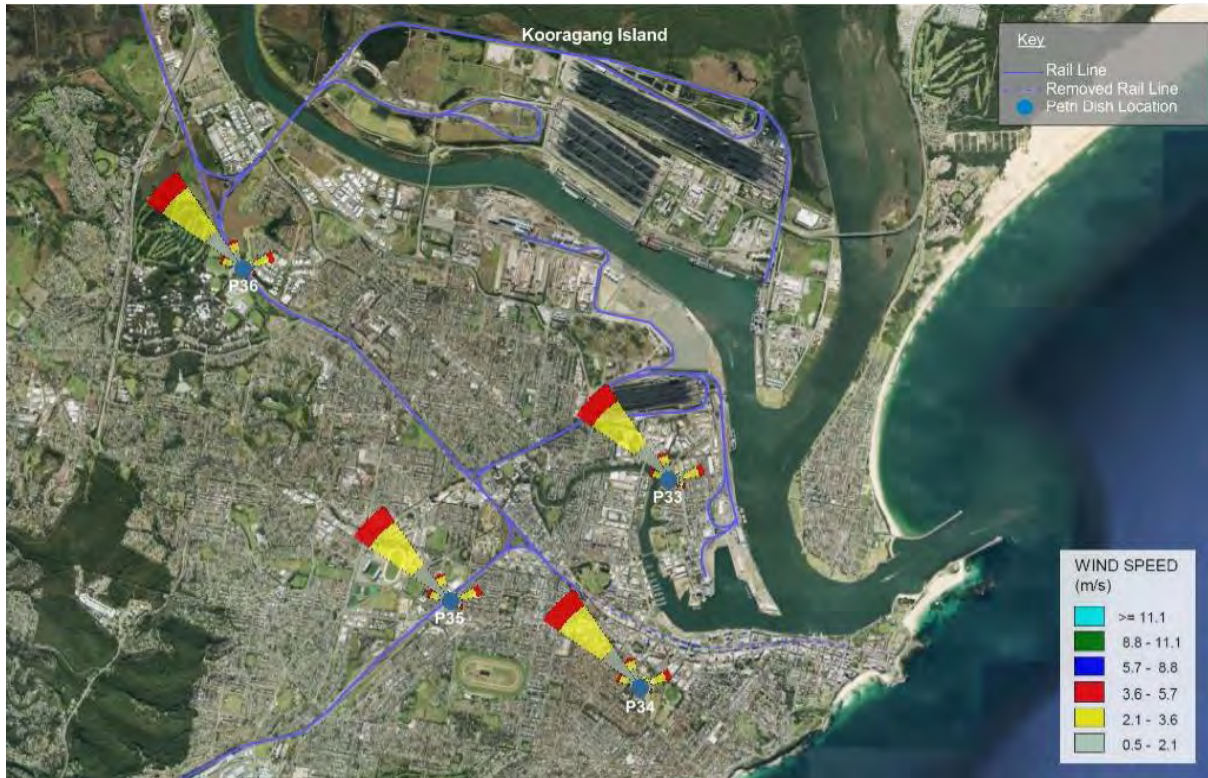 Kooragang Island
Key
Rail Line
Removed Rail Line
Petri Dish Location
P36
P33
P35
P34
WIND SPEED
(m/s)
>= 11.1
8.8 - 11.1
5.7 - 8.8
3.6 - 5.7
2.1 - 3.6
0.5 - 2.1